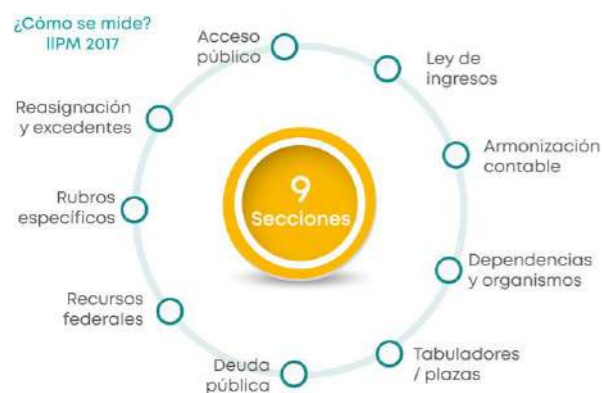 ¿Cómo se mide?
IIPM 2017
Acceso
público
Ley de
ingresos
Armonización
contable
Dependencias
y organismos
Tabuladores
/ plazas
Deuda
pública
Recursos
federales
Rubros
específicos
Reasignación
y excedentes
9
Secciones